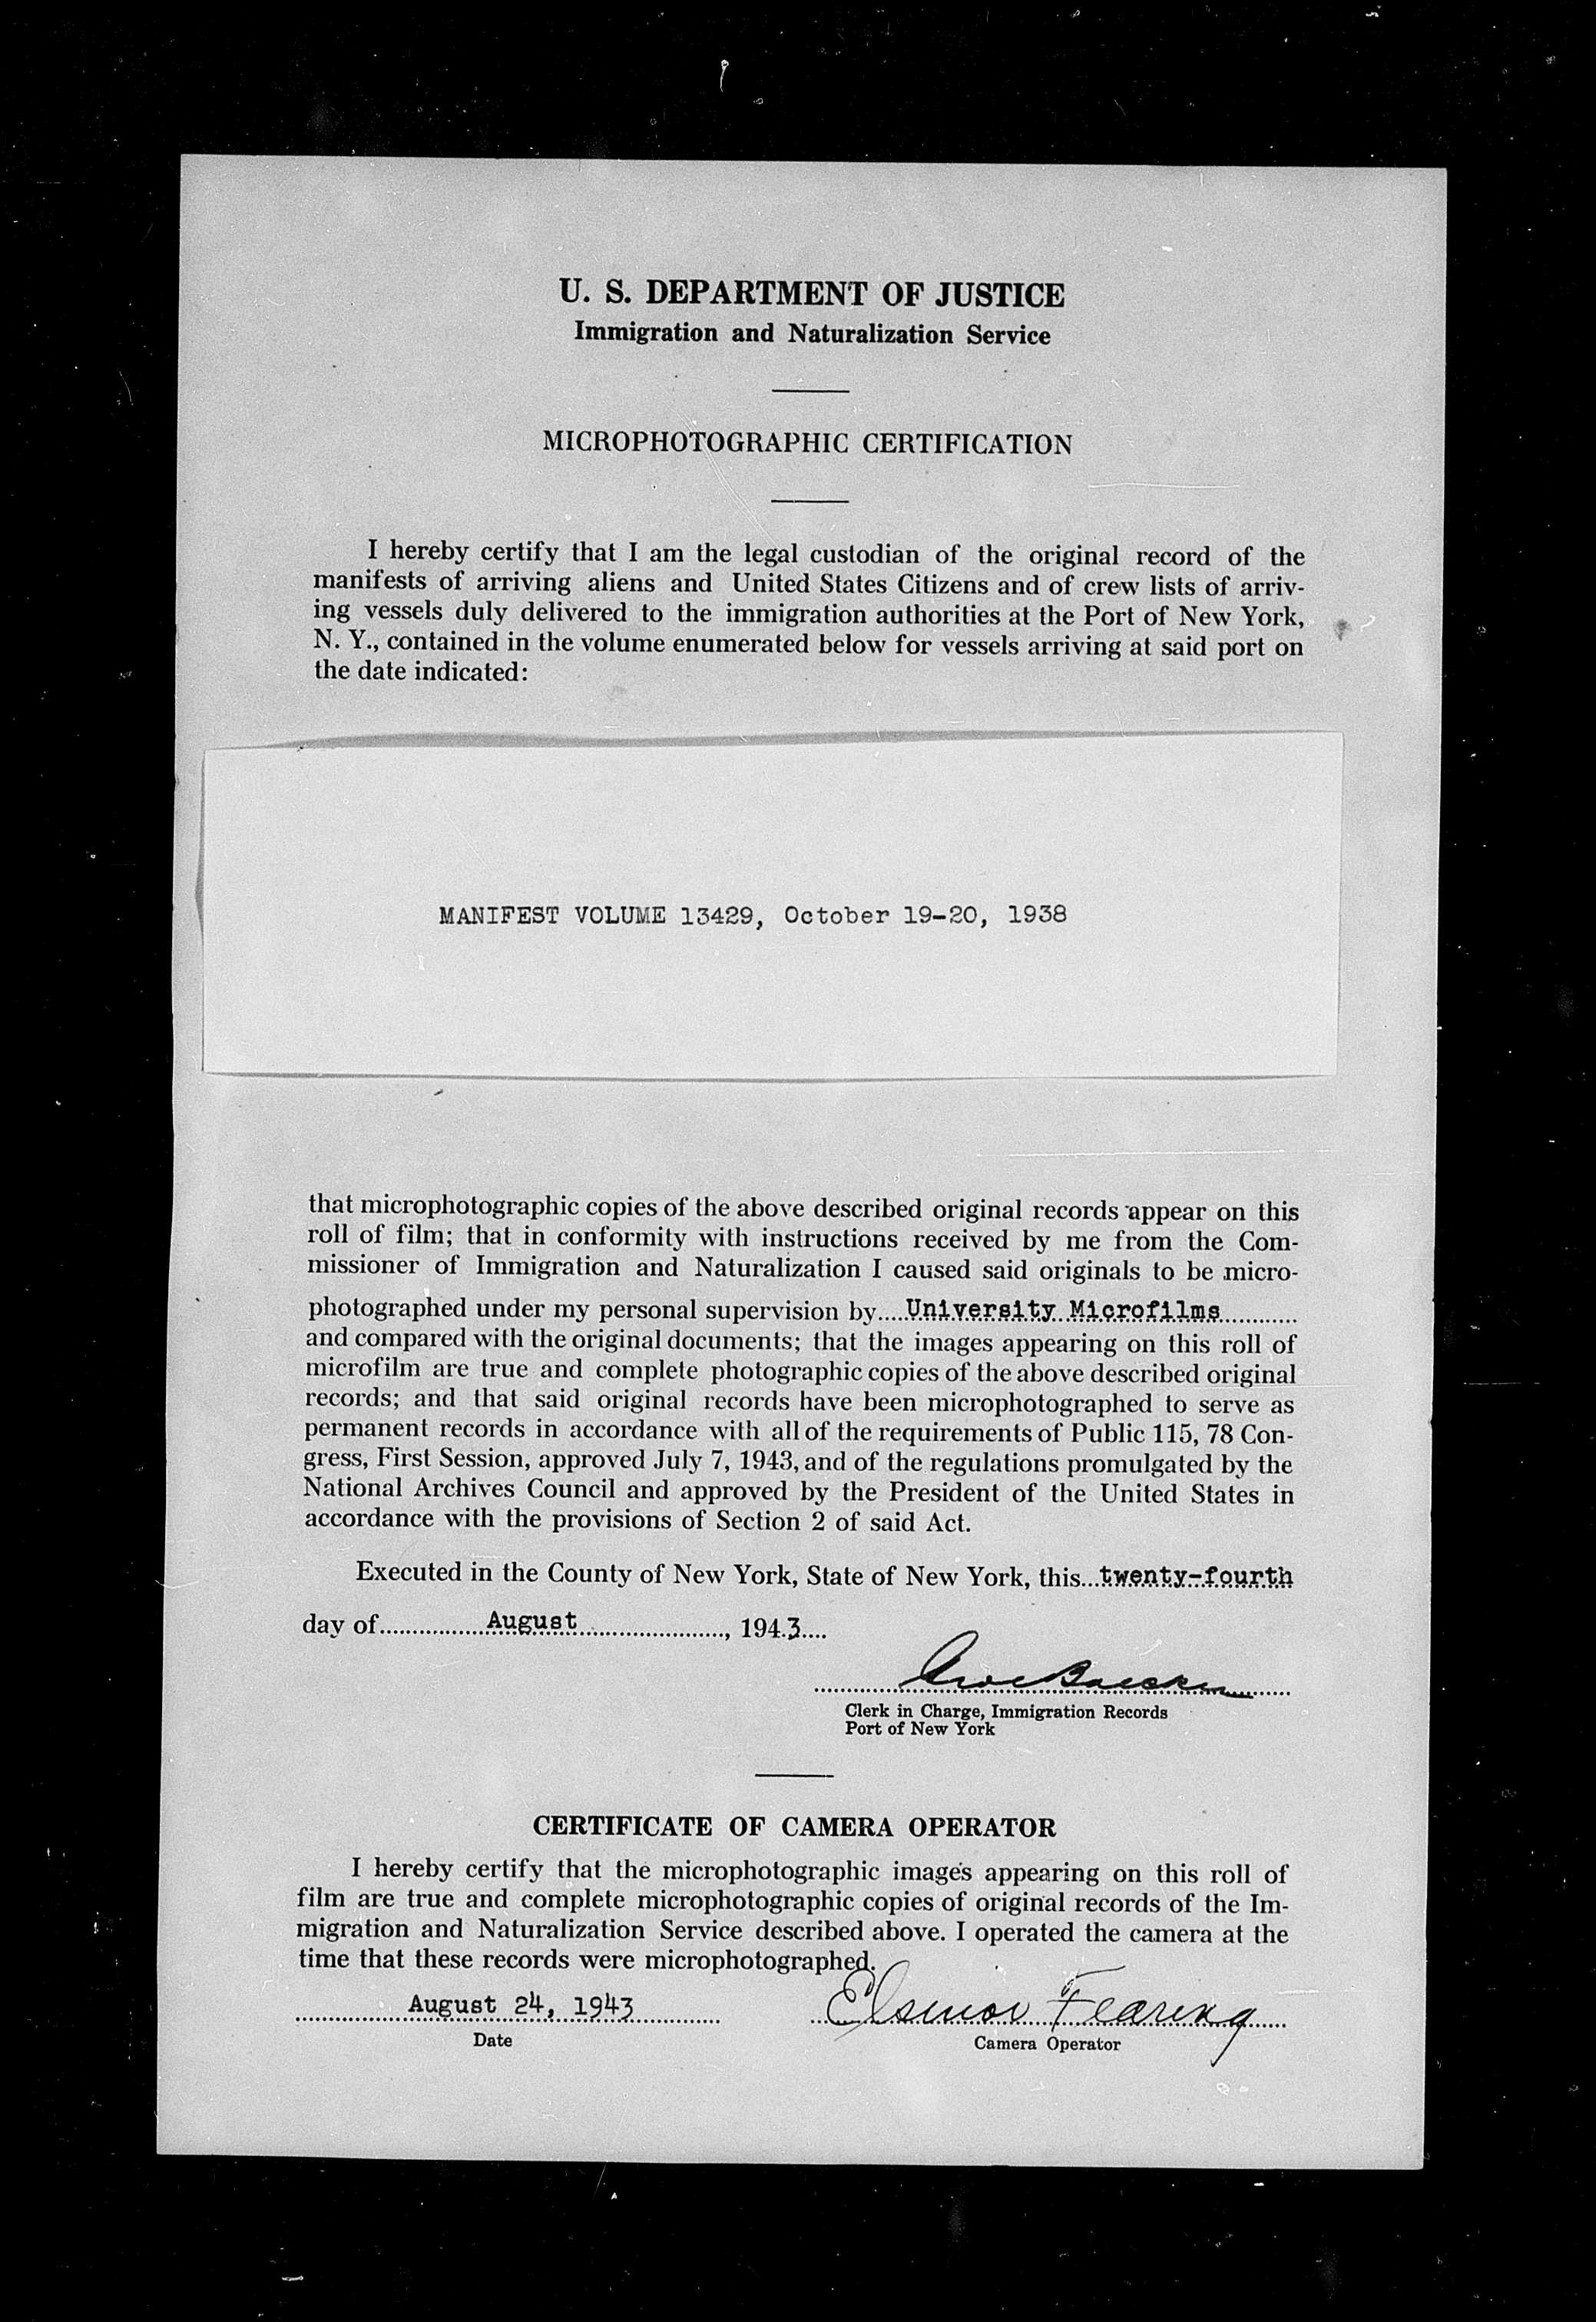 U. S. DEPARTMENT OF JUSTICE
Immigration and Naturalization Service
MICROPHOTOGRAPHIC CERTIFICATION
I hereby certify that I am the legal custodian of the original record of the
manifests of arriving aliens and United States Citizens and of crew lists of arriv-
ing vessels duly delivered to the immigration authorities at the Port of New York,
N. Y., contained in the volume enumerated below for vessels arriving at said port on
the date indicated:
MANIFEST VOLUME 13429, October 19-20, 1938
that microphotographic copies of the above described original records appear on this
roll of film; that in conformity with instructions received by me from the Com-
missioner of Immigration and Naturalization I caused said originals to be micro-
photographed under my personal supervision by.....University Microfilms............
and compared with the original documents; that the images appearing on this roll of
microfilm are true and complete photographic copies of the above described original
records; and that said original records have been microphotographed to serve as
permanent records in accordance with all of the requirements of Public 115, 78 Con-
gress, First Session, approved July 7, 1943, and of the regulations promulgated by the
National Archives Council and approved by the President of the United States in
accordance with the provisions of Section 2 of said Act.
Executed in the County of New York, State of New York, this...twenty-fourth
day of................August......................, 194.3....
Clerk in Charge, Immigration Records
Port of New York
CERTIFICATE OF CAMERA OPERATOR
I hereby certify that the microphotographic images appearing on this roll of
film are true and complete microphotographic copies of original records of the Im-
migration and Naturalization Service described above. I operated the camera at the
time that these records were microphotographed.
August 24, 1943 Elsinor Fearing
Date Camera Operator